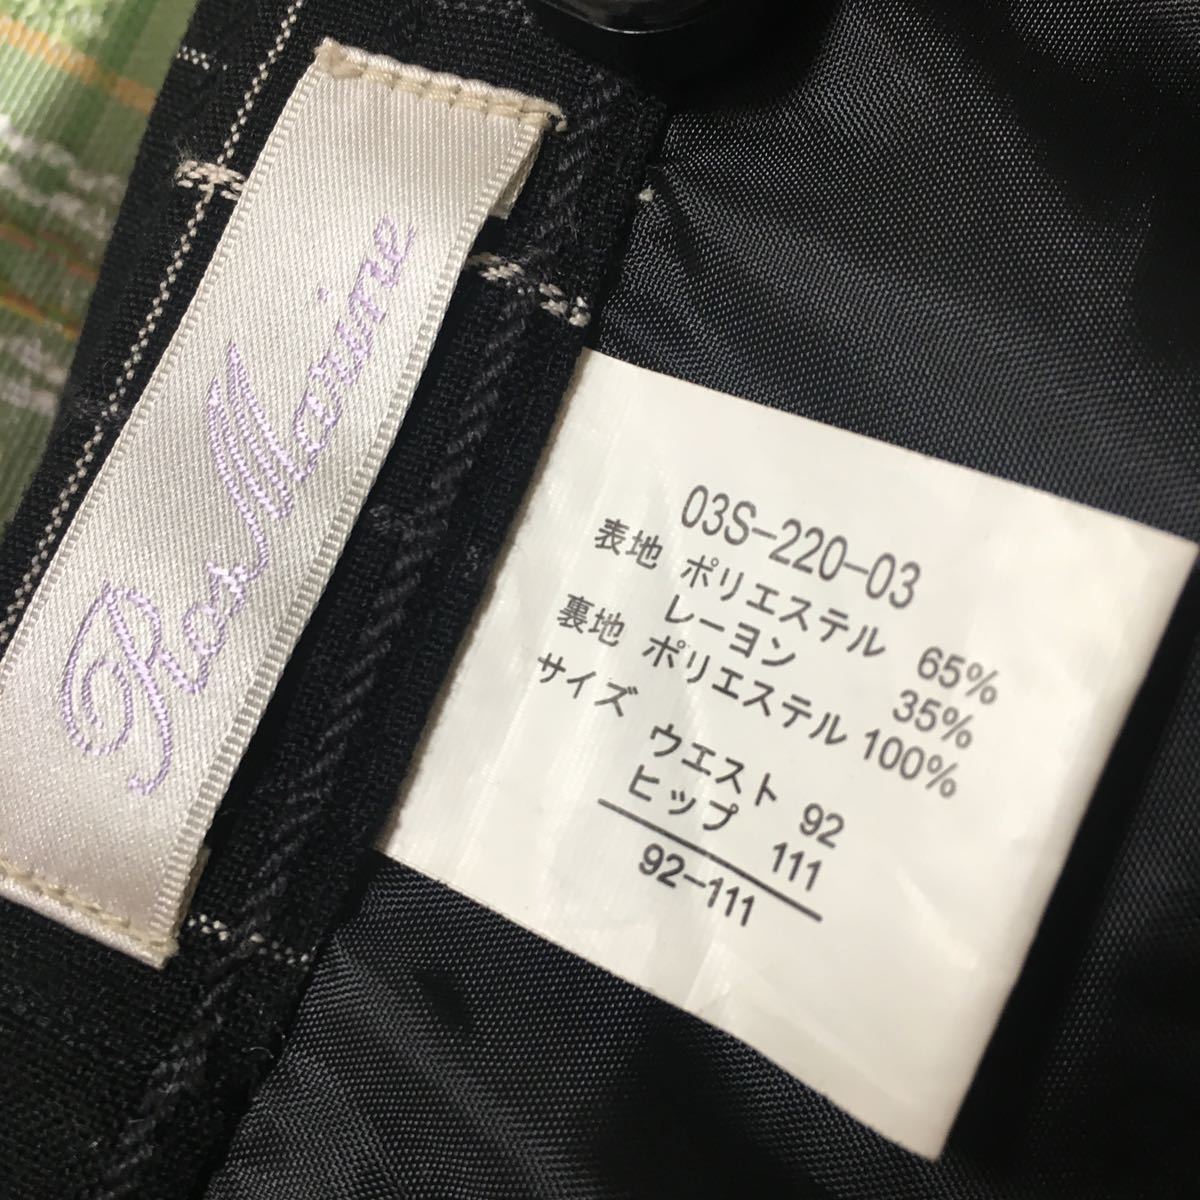 Ros Marine
03S-220-03
表地 ポリエステル 65%
レーヨン 35%
裏地 ポリエステル 100%
サイズ ウエスト 92
ヒップ 111
92-111